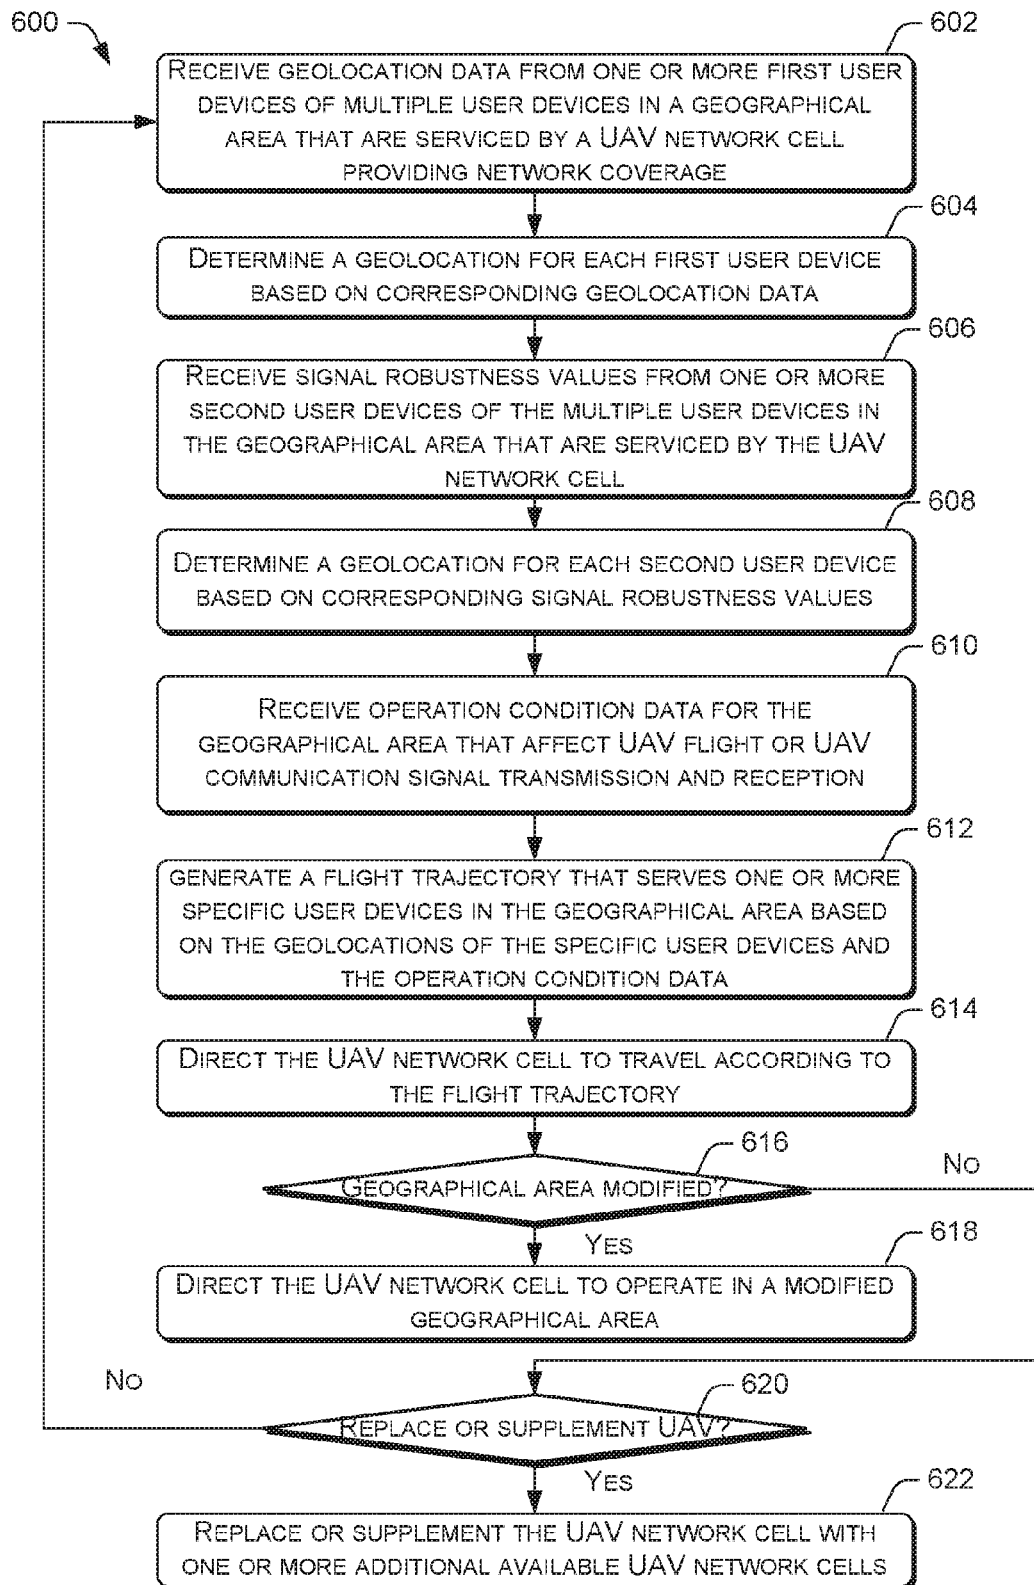 600
602
RECEIVE GEOLOCATION DATA FROM ONE OR MORE FIRST USER
DEVICES OF MULTIPLE USER DEVICES IN A GEOGRAPHICAL
AREA THAT ARE SERVICED BY A UAV NETWORK CELL
PROVIDING NETWORK COVERAGE
604
DETERMINE A GEOLOCATION FOR EACH FIRST USER DEVICE
BASED ON CORRESPONDING GEOLOCATION DATA
606
RECEIVE SIGNAL ROBUSTNESS VALUES FROM ONE OR MORE
SECOND USER DEVICES OF THE MULTIPLE USER DEVICES IN
THE GEOGRAPHICAL AREA THAT ARE SERVICED BY THE UAV
NETWORK CELL
608
DETERMINE A GEOLOCATION FOR EACH SECOND USER DEVICE
BASED ON CORRESPONDING SIGNAL ROBUSTNESS VALUES
610
RECEIVE OPERATION CONDITION DATA FOR THE
GEOGRAPHICAL AREA THAT AFFECT UAV FLIGHT OR UAV
COMMUNICATION SIGNAL TRANSMISSION AND RECEPTION
612
GENERATE A FLIGHT TRAJECTORY THAT SERVES ONE OR MORE
SPECIFIC USER DEVICES IN THE GEOGRAPHICAL AREA BASED
ON THE GEOLOCATIONS OF THE SPECIFIC USER DEVICES AND
THE OPERATION CONDITION DATA
614
DIRECT THE UAV NETWORK CELL TO TRAVEL ACCORDING TO
THE FLIGHT TRAJECTORY
616
GEOGRAPHICAL AREA MODIFIED?
NO
YES
618
DIRECT THE UAV NETWORK CELL TO OPERATE IN A MODIFIED
GEOGRAPHICAL AREA
NO
620
REPLACE OR SUPPLEMENT UAV?
YES
622
REPLACE OR SUPPLEMENT THE UAV NETWORK CELL WITH
ONE OR MORE ADDITIONAL AVAILABLE UAV NETWORK CELLS